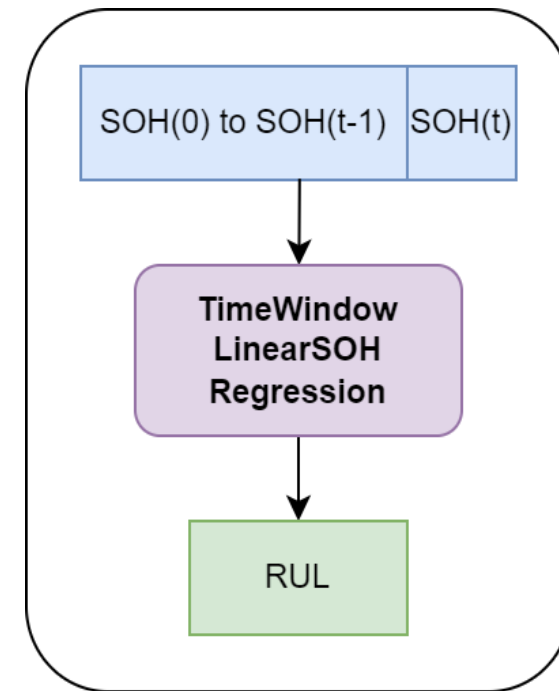 SOH(0) to SOH(t-1) SOH(t)
TimeWindow
LinearSOH
Regression
RUL